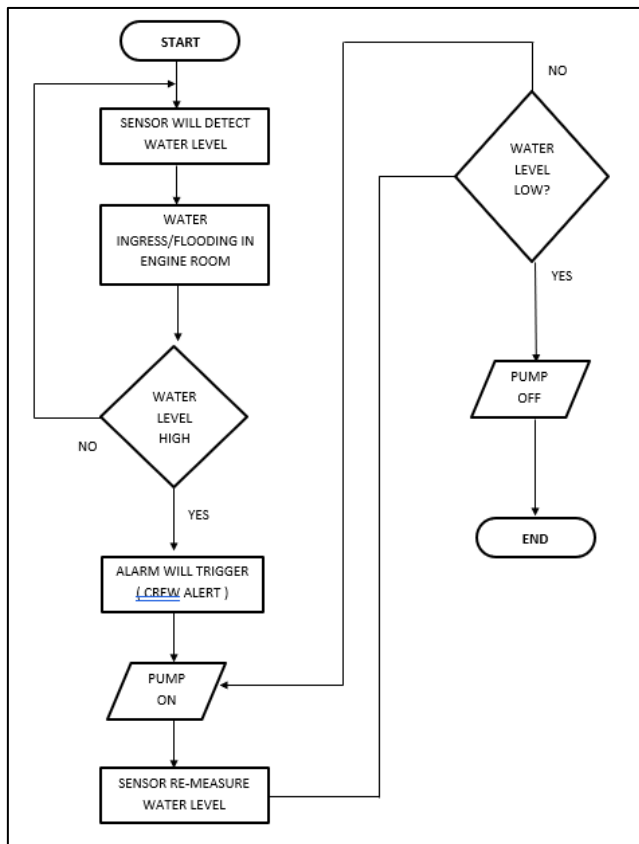 START
SENSOR WILL DETECT
WATER LEVEL
WATER
INGRESS/FLOODING IN
ENGINE ROOM
WATER
LEVEL
HIGH
NO
YES
ALARM WILL TRIGGER
( CREW ALERT )
PUMP
ON
SENSOR RE-MEASURE
WATER LEVEL
NO
WATER
LEVEL
LOW?
YES
PUMP
OFF
END